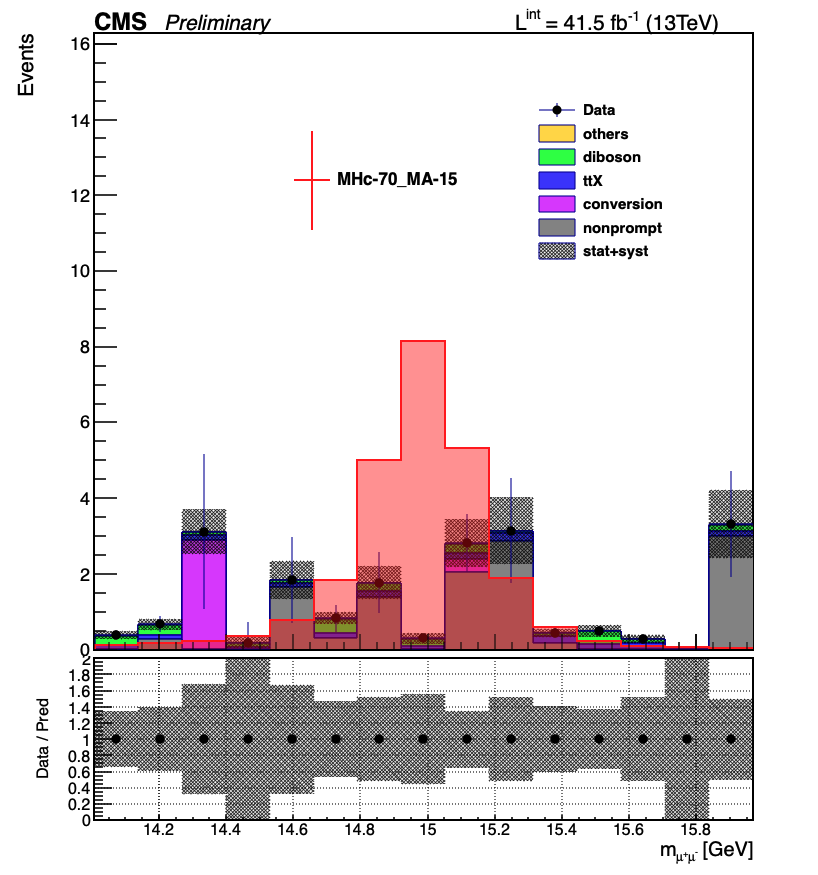 CMS Preliminary L^int = 41.5 fb^-1 (13TeV)
Events
16
14
12
10
8
6
4
2
0
Data
others
diboson
ttX
conversion
nonprompt
stat+syst
MHc-70_MA-15
Data / Pred
2
1.8
1.6
1.4
1.2
1
0.8
0.6
0.4
0.2
0
14.2 14.4 14.6 14.8 15 15.2 15.4 15.6 15.8
m_μ⁺μ⁻ [GeV]